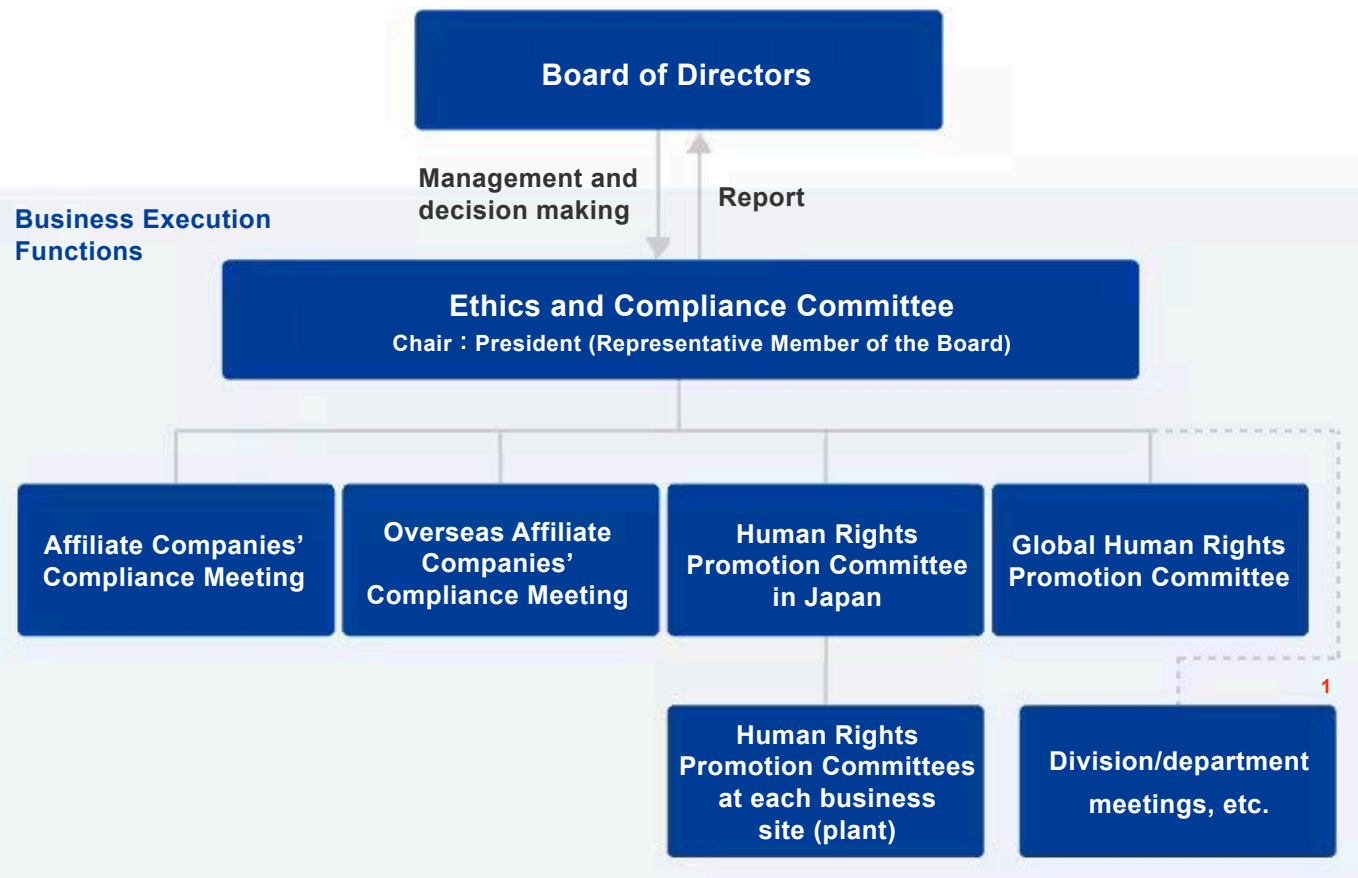 Board of Directors
Management and
decision making
Report
Business Execution
Functions
Ethics and Compliance Committee
Chair：President (Representative Member of the Board)
Affiliate Companies’
Compliance Meeting
Overseas Affiliate
Companies’
Compliance Meeting
Human Rights
Promotion Committee
in Japan
Global Human Rights
Promotion Committee
1
Human Rights
Promotion Committees
at each business
site (plant)
Division/department
meetings, etc.